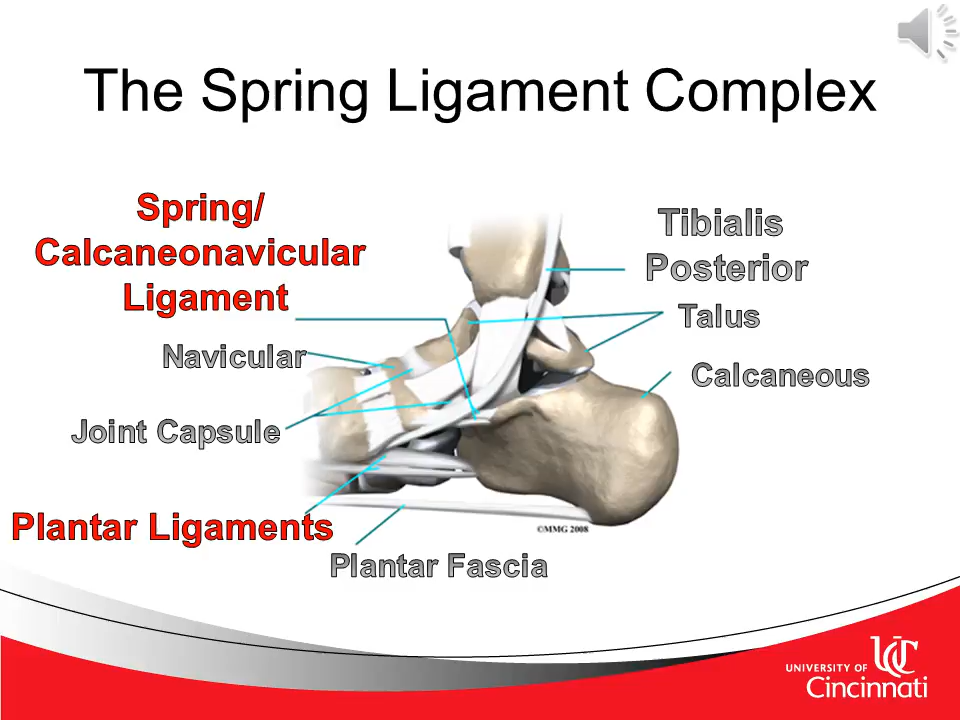 The Spring Ligament Complex
Spring/
Calcaneonavicular
Ligament
Tibialis
Posterior
Talus
Navicular
Calcaneous
Joint Capsule
Plantar Ligaments
©MMG 2008
Plantar Fascia
UNIVERSITY OF
UC
Cincinnati